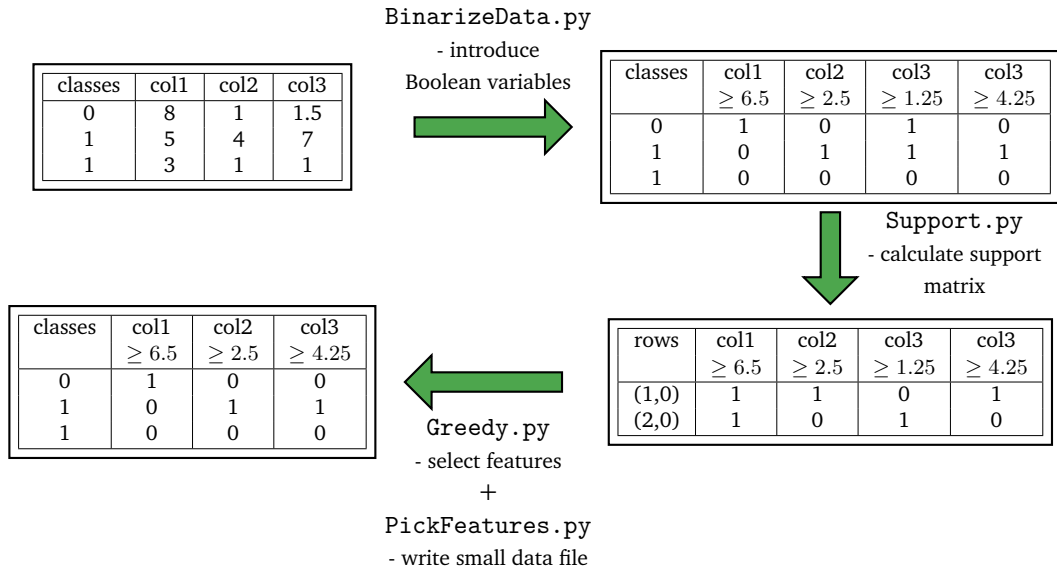 BinarizeData.py
- introduce
Boolean variables
classes col1 col2 col3
0 8 1 1.5
1 5 4 7
1 3 1 1
classes col1 col2 col3 col3
≥ 6.5 ≥ 2.5 ≥ 1.25 ≥ 4.25
0 1 0 1 0
1 0 1 1 1
1 0 0 0 0
Support.py
- calculate support
matrix
rows col1 col2 col3 col3
≥ 6.5 ≥ 2.5 ≥ 1.25 ≥ 4.25
(1,0) 1 1 0 1
(2,0) 1 0 1 0
Greedy.py
- select features
+
PickFeatures.py
- write small data file
classes col1 col2 col3
≥ 6.5 ≥ 2.5 ≥ 4.25
0 1 0 0
1 0 1 1
1 0 0 0